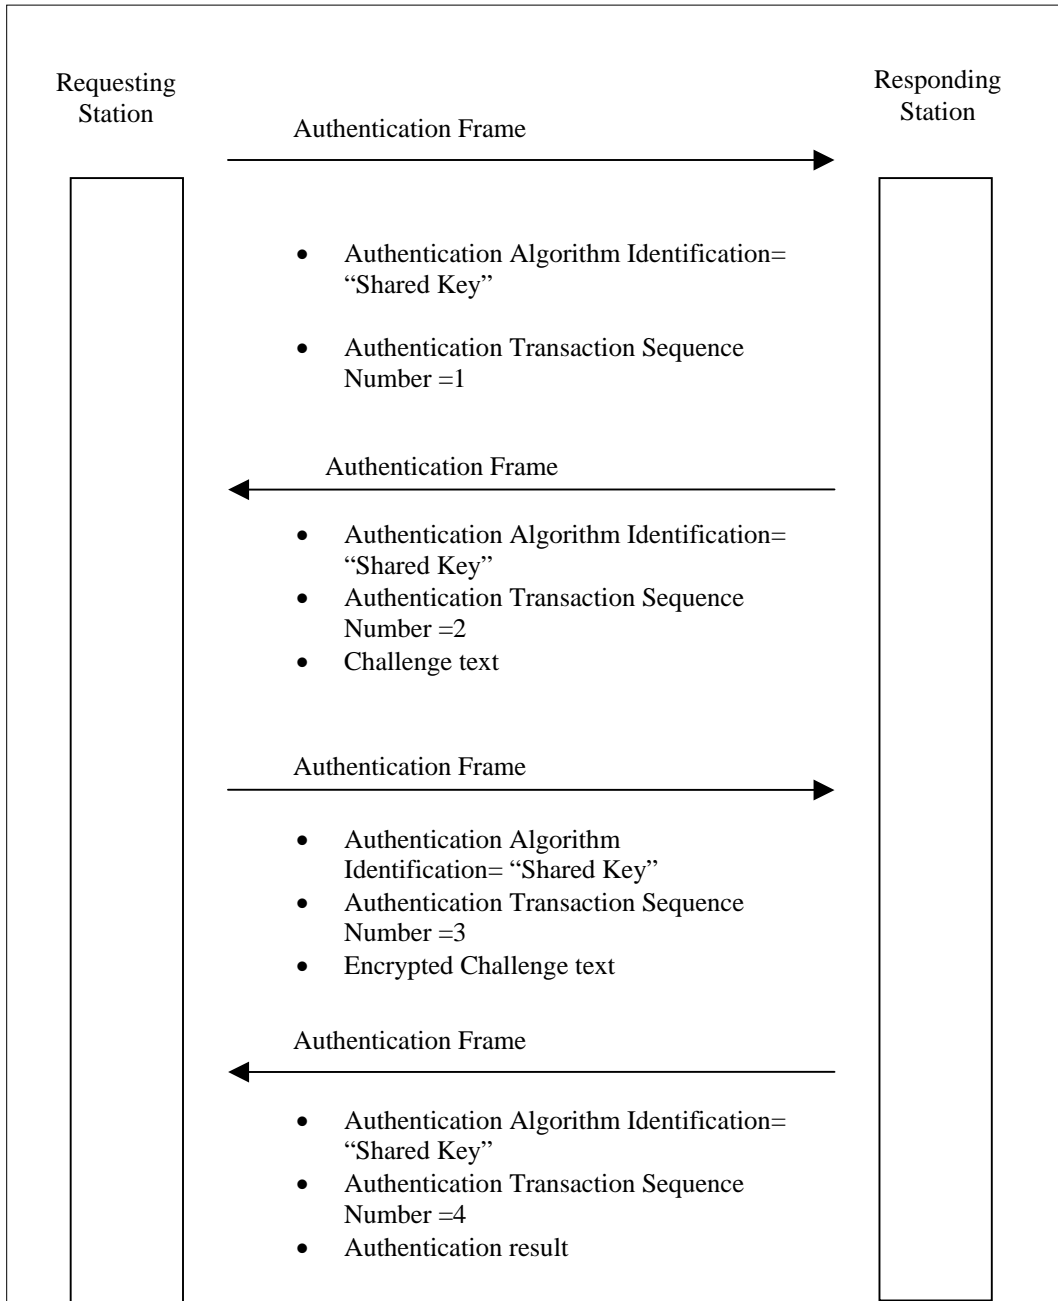 Requesting
Station
Responding
Station
Authentication Frame
• Authentication Algorithm Identification=
“Shared Key”
• Authentication Transaction Sequence
Number =1
Authentication Frame
• Authentication Algorithm Identification=
“Shared Key”
• Authentication Transaction Sequence
Number =2
• Challenge text
Authentication Frame
• Authentication Algorithm
Identification= “Shared Key”
• Authentication Transaction Sequence
Number =3
• Encrypted Challenge text
Authentication Frame
• Authentication Algorithm Identification=
“Shared Key”
• Authentication Transaction Sequence
Number =4
• Authentication result